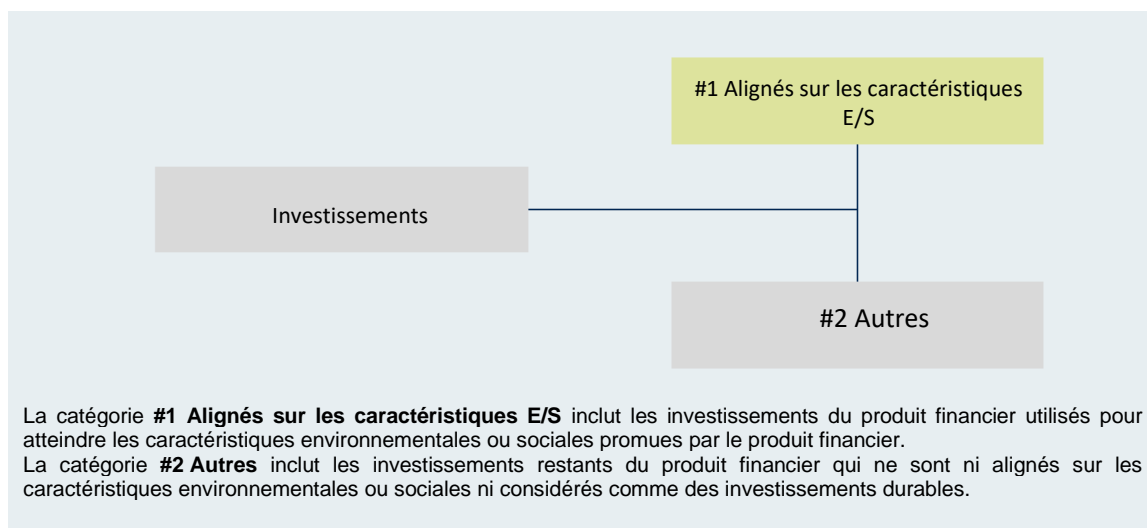 #1 Alignés sur les caractéristiques
E/S
Investissements
#2 Autres
La catégorie #1 Alignés sur les caractéristiques E/S inclut les investissements du produit financier utilisés pour
atteindre les caractéristiques environnementales ou sociales promues par le produit financier.
La catégorie #2 Autres inclut les investissements restants du produit financier qui ne sont ni alignés sur les
caractéristiques environnementales ou sociales ni considérés comme des investissements durables.